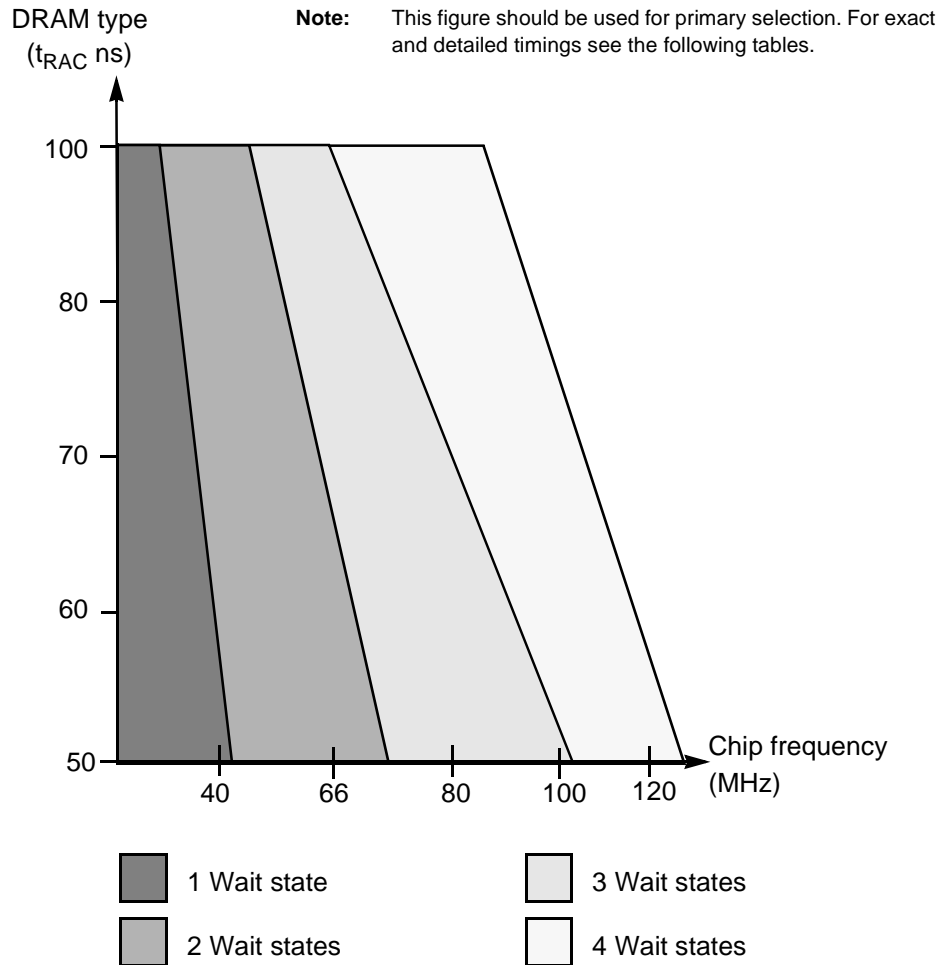 DRAM type
(tRAC ns)
Note: This figure should be used for primary selection. For exact
and detailed timings see the following tables.
100
80
70
60
50
40 66 80 100 120
Chip frequency
(MHz)
1 Wait state
3 Wait states
2 Wait states
4 Wait states